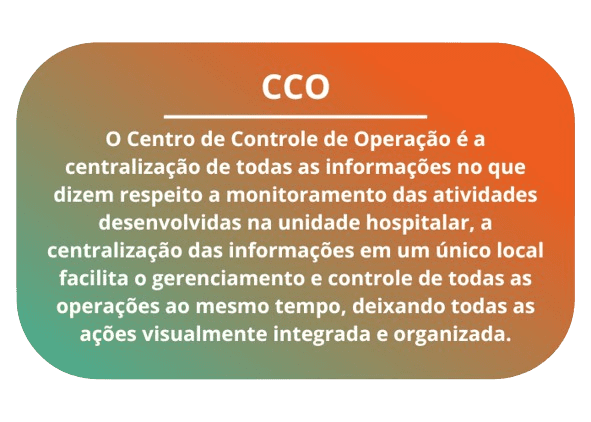 CCO
O Centro de Controle de Operação é a
centralização de todas as informações no que
dizem respeito a monitoramento das atividades
desenvolvidas na unidade hospitalar, a
centralização das informações em um único local
facilita o gerenciamento e controle de todas as
operações ao mesmo tempo, deixando todas as
ações visualmente integrada e organizada.